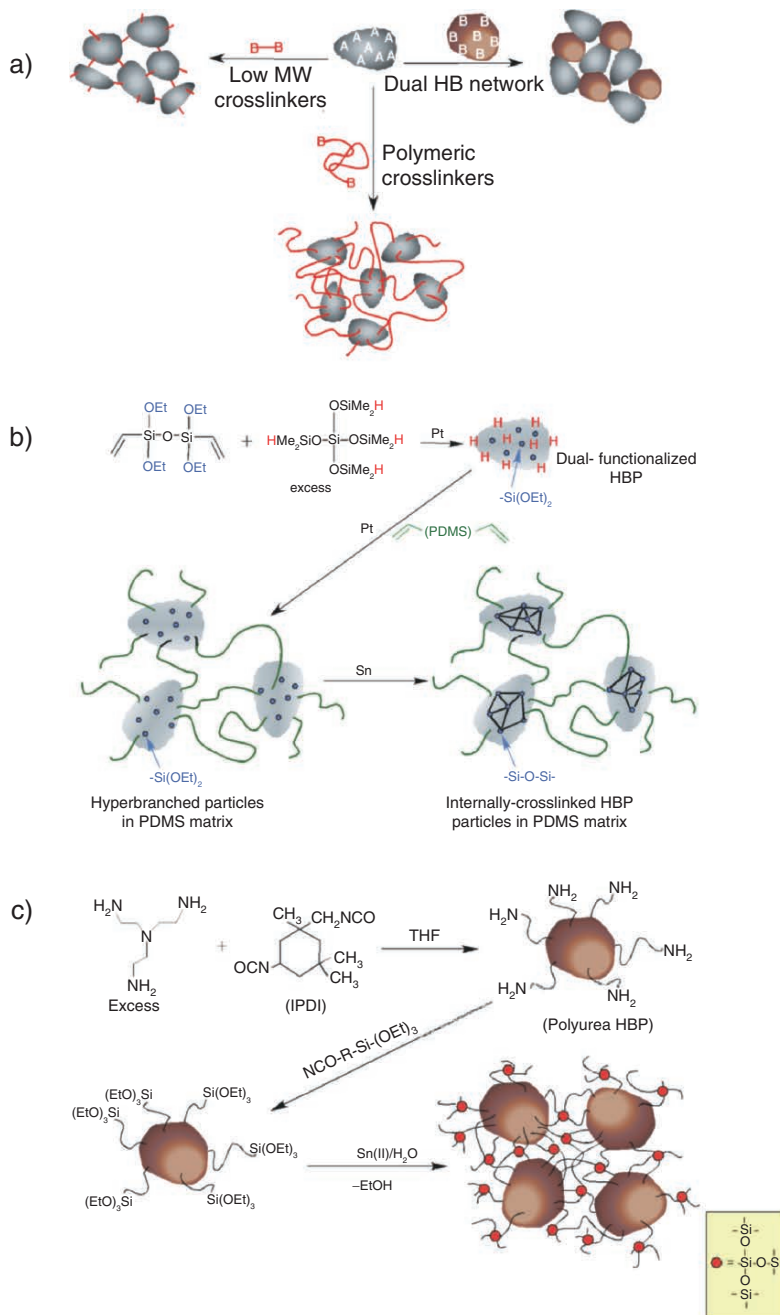 a)
B–B
Low MW
crosslinkers
A A A A A A A A
B B B B B B
Dual HB network
B
B
Polymeric
crosslinkers
b)
OEt OEt
Si–O–Si
OEt OEt
+
OSiMe2H
HMe2SiO–Si–OSiMe2H
OSiMe2H
excess
Pt
H H H H H H H H H
Dual- functionalized
HBP
-Si(OEt)2
Pt
(PDMS)
Sn
-Si(OEt)2
-Si-O-Si-
Hyperbranched particles
in PDMS matrix
Internally-crosslinked HBP
particles in PDMS matrix
c)
H2N
NH2
N
NH2
Excess
+
CH3
CH2NCO
OCN
CH3
CH3
(IPDI)
THF
NH2
NH2
H2N
NH2
H2N
NH2
(Polyurea HBP)
NCO-R-Si-(OEt)3
(EtO)3Si
Si(OEt)3
(EtO)3Si
Si(OEt)3
(EtO)3Si
Si(OEt)3
Sn(II)/H2O
–EtOH
–Si–
O
= –Si–O–S
O
–Si–